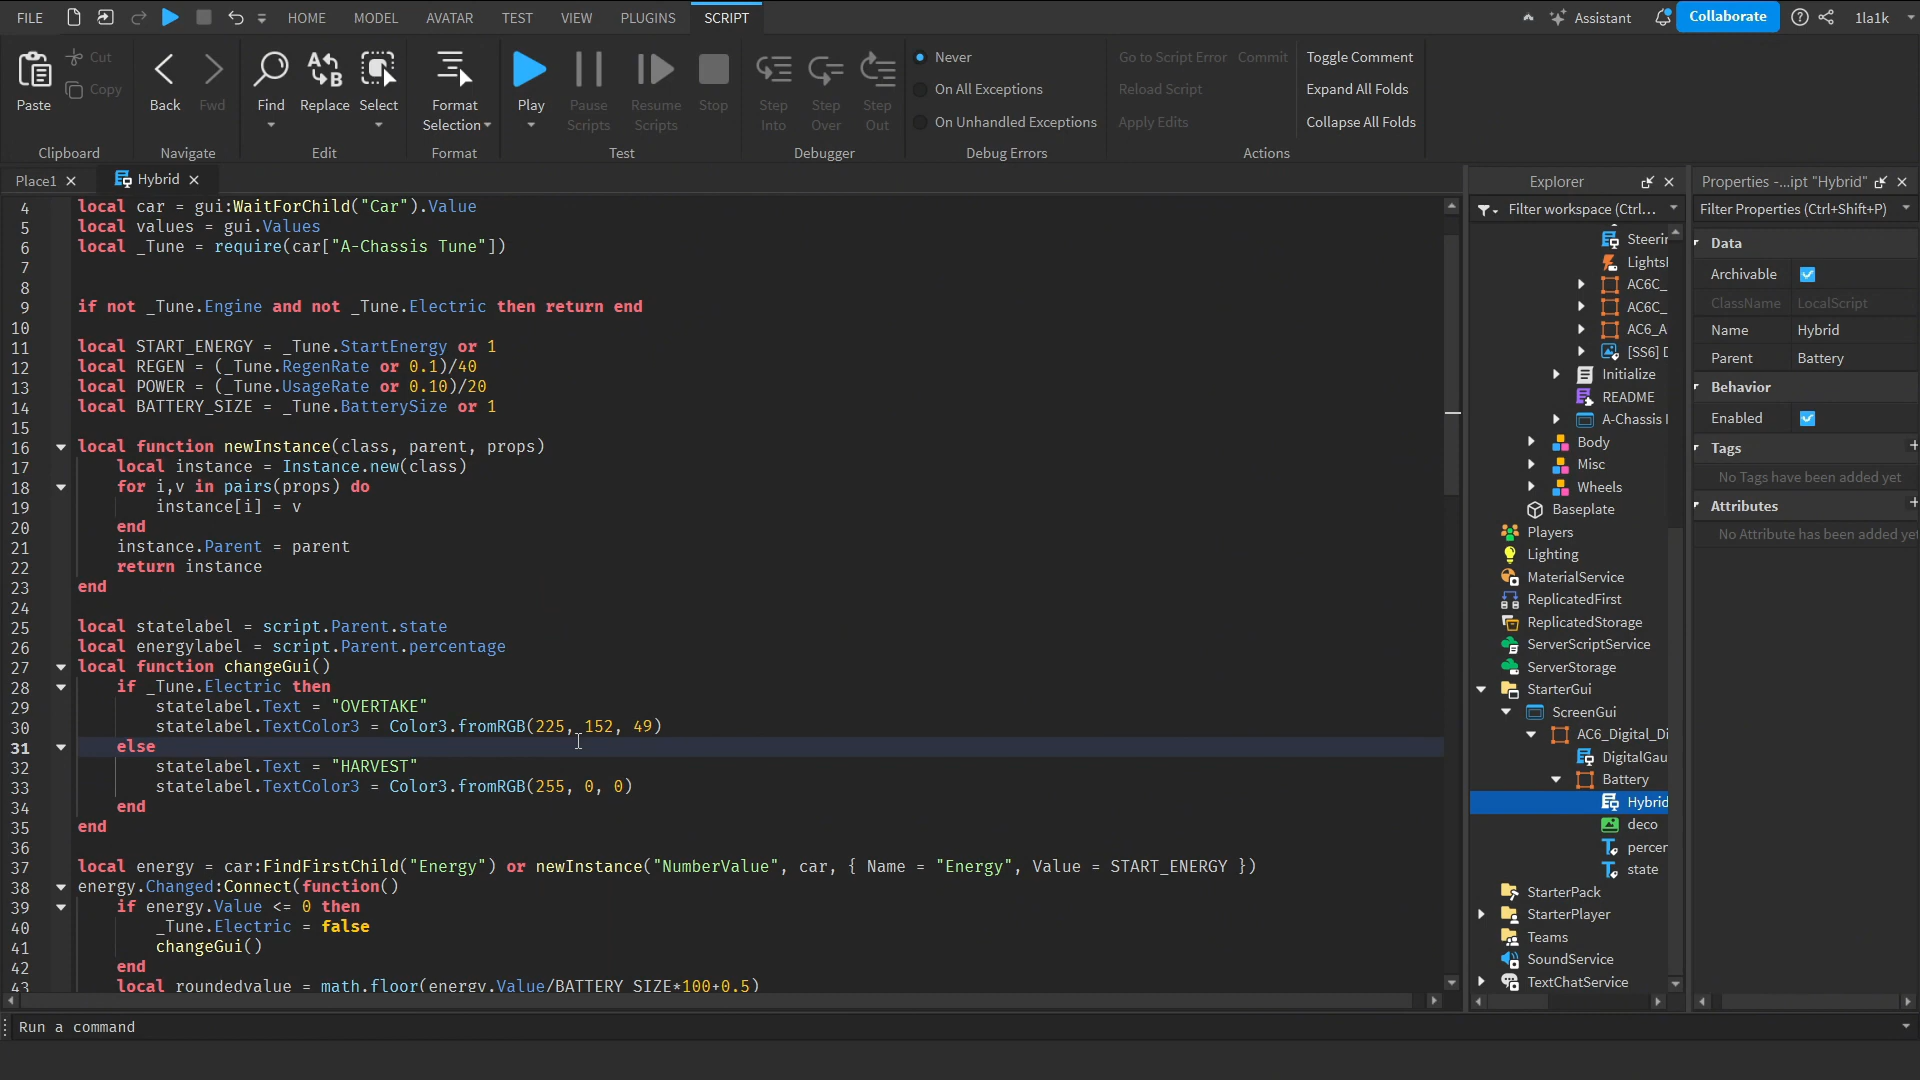 FILE HOME MODEL AVATAR TEST VIEW PLUGINS SCRIPT Assistant Collaborate 1la1k
Paste Cut Copy Back Fwd Find Replace Select Format Selection Play Pause Scripts Resume Scripts Stop Step Into Step Over Step Out
Never Go to Script Error Commit Toggle Comment
On All Exceptions Reload Script Expand All Folds
On Unhandled Exceptions Apply Edits Collapse All Folds
Clipboard Navigate Edit Format Test Debugger Debug Errors Actions
Place1 Hybrid
4 local car = gui:WaitForChild("Car").Value
5 local values = gui.Values
6 local _Tune = require(car["A-Chassis Tune"])
7
8
9 if not _Tune.Engine and not _Tune.Electric then return end
10
11 local START_ENERGY = _Tune.StartEnergy or 1
12 local REGEN = (_Tune.RegenRate or 0.1)/40
13 local POWER = (_Tune.UsageRate or 0.10)/20
14 local BATTERY_SIZE = _Tune.BatterySize or 1
15
16 local function newInstance(class, parent, props)
17 local instance = Instance.new(class)
18 for i,v in pairs(props) do
19 instance[i] = v
20 end
21 instance.Parent = parent
22 return instance
23 end
24
25 local statelabel = script.Parent.state
26 local energylabel = script.Parent.percentage
27 local function changeGui()
28 if _Tune.Electric then
29 statelabel.Text = "OVERTAKE"
30 statelabel.TextColor3 = Color3.fromRGB(225, 152, 49)
31 else
32 statelabel.Text = "HARVEST"
33 statelabel.TextColor3 = Color3.fromRGB(255, 0, 0)
34 end
35 end
36
37 local energy = car:FindFirstChild("Energy") or newInstance("NumberValue", car, { Name = "Energy", Value = START_ENERGY })
38 energy.Changed:Connect(function()
39 if energy.Value <= 0 then
40 _Tune.Electric = false
41 changeGui()
42 end
43 local roundedvalue = math.floor(energy.Value/BATTERY_SIZE*100+0.5)
Run a command
Explorer
Filter workspace (Ctrl...
Steerin
Lights
AC6C_
AC6C_
AC6_A
[SS6] D
Initialize
README
A-Chassis I
Body
Misc
Wheels
Baseplate
Players
Lighting
MaterialService
ReplicatedFirst
ReplicatedStorage
ServerScriptService
ServerStorage
StarterGui
ScreenGui
AC6_Digital_Di
DigitalGau
Battery
Hybrid
deco
percer
state
StarterPack
StarterPlayer
Teams
SoundService
TextChatService
Properties -...ipt "Hybrid"
Filter Properties (Ctrl+Shift+P)
Data
Archivable
ClassName LocalScript
Name Hybrid
Parent Battery
Behavior
Enabled
Tags
No Tags have been added yet
Attributes
No Attribute has been added yet